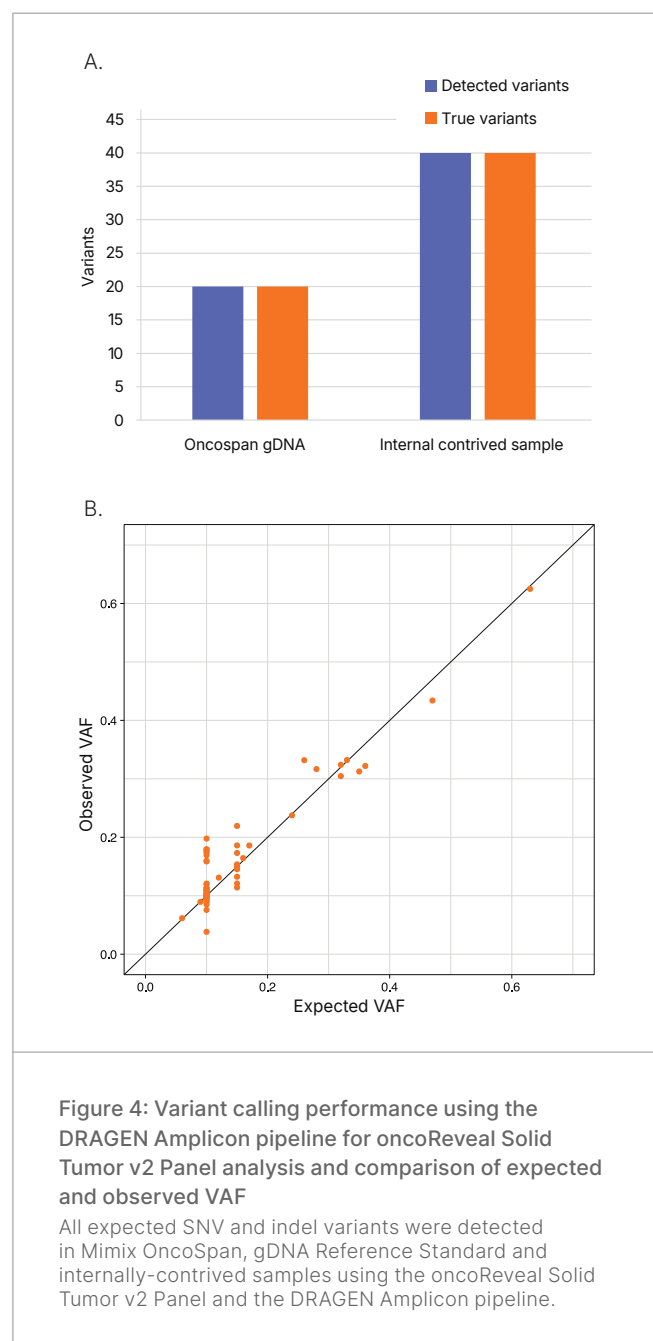 A.
Detected variants
True variants
45
40
35
30
25
20
15
10
5
0
Variants
Oncospan gDNA Internal contrived sample
B.
0.6
0.4
0.2
0.0
Observed VAF
0.0 0.2 0.4 0.6
Expected VAF
Figure 4: Variant calling performance using the
DRAGEN Amplicon pipeline for oncoReveal Solid
Tumor v2 Panel analysis and comparison of expected
and observed VAF
All expected SNV and indel variants were detected
in Mimix OncoSpan, gDNA Reference Standard and
internally-contrived samples using the oncoReveal Solid
Tumor v2 Panel and the DRAGEN Amplicon pipeline.